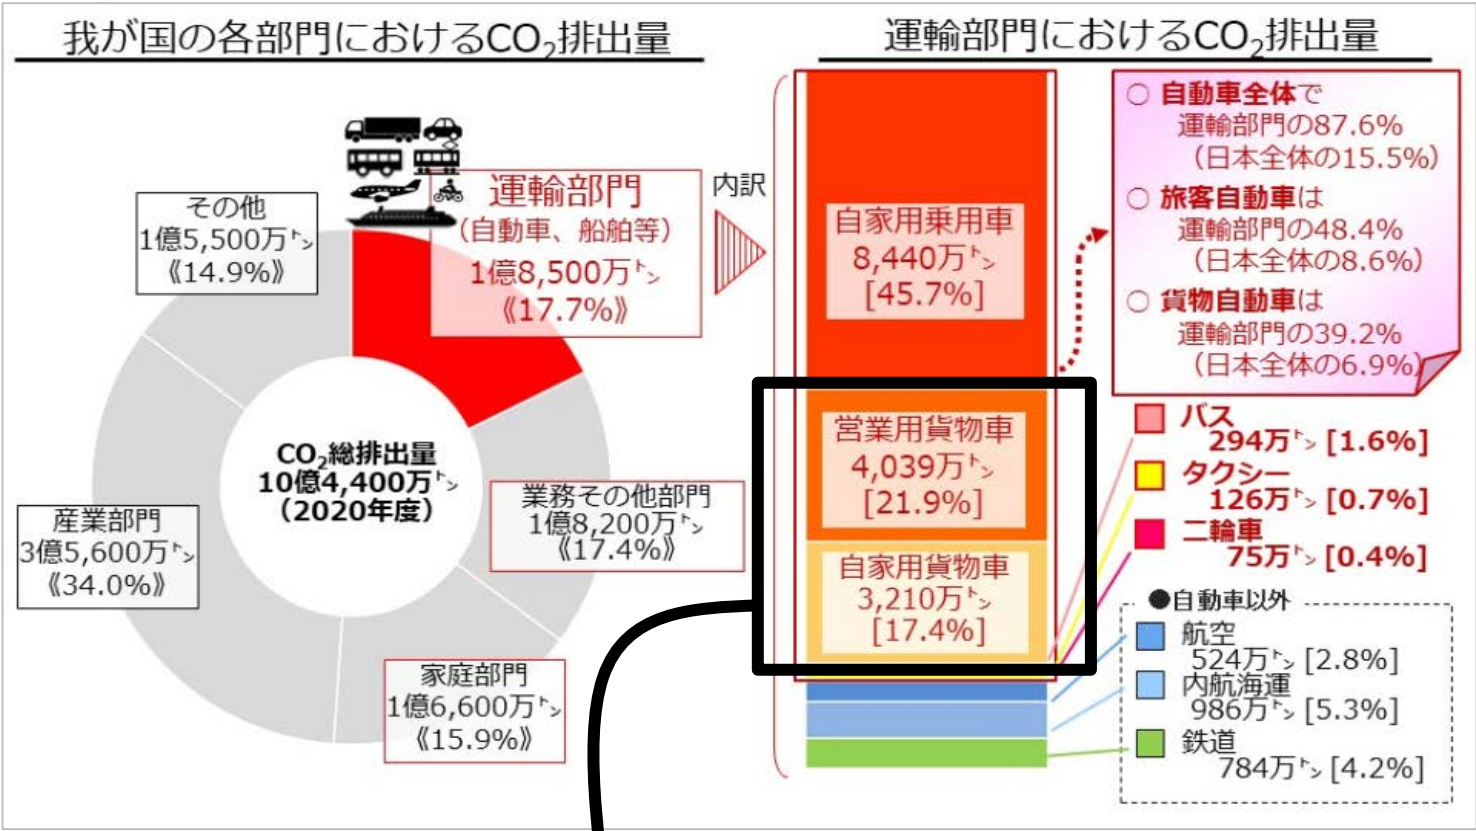 我が国の各部門におけるCO₂排出量
その他
1億5,500万㌧
《14.9%》
運輸部門
(自動車、船舶等)
1億8,500万㌧
《17.7%》
CO₂総排出量
10億4,400万㌧
(2020年度)
産業部門
3億5,600万㌧
《34.0%》
業務その他部門
1億8,200万㌧
《17.4%》
家庭部門
1億6,600万㌧
《15.9%》
内訳
運輸部門におけるCO₂排出量
自家用乗用車
8,440万㌧
[45.7%]
営業用貨物車
4,039万㌧
[21.9%]
自家用貨物車
3,210万㌧
[17.4%]
○ 自動車全体で
運輸部門の87.6%
(日本全体の15.5%)
○ 旅客自動車は
運輸部門の48.4%
(日本全体の8.6%)
○ 貨物自動車は
運輸部門の39.2%
(日本全体の6.9%)
バス
294万㌧ [1.6%]
タクシー
126万㌧ [0.7%]
二輪車
75万㌧ [0.4%]
●自動車以外
航空
524万㌧ [2.8%]
内航海運
986万㌧ [5.3%]
鉄道
784万㌧ [4.2%]